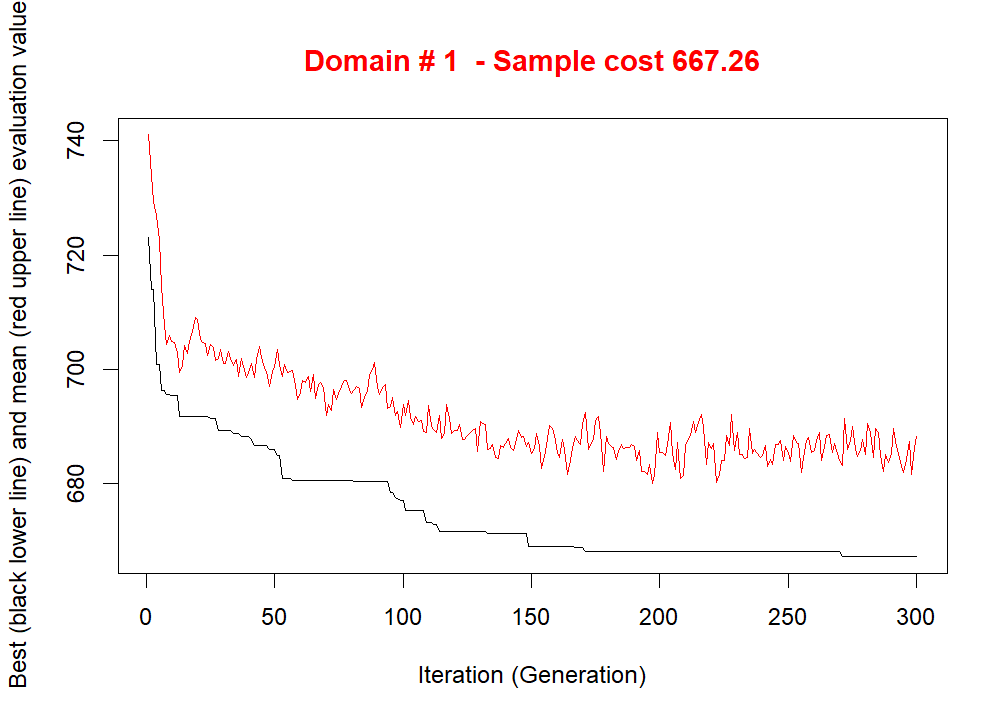 Domain # 1  - Sample cost 667.26
Best (black lower line) and mean (red upper line) evaluation value
740
720
700
680
0 50 100 150 200 250 300
Iteration (Generation)